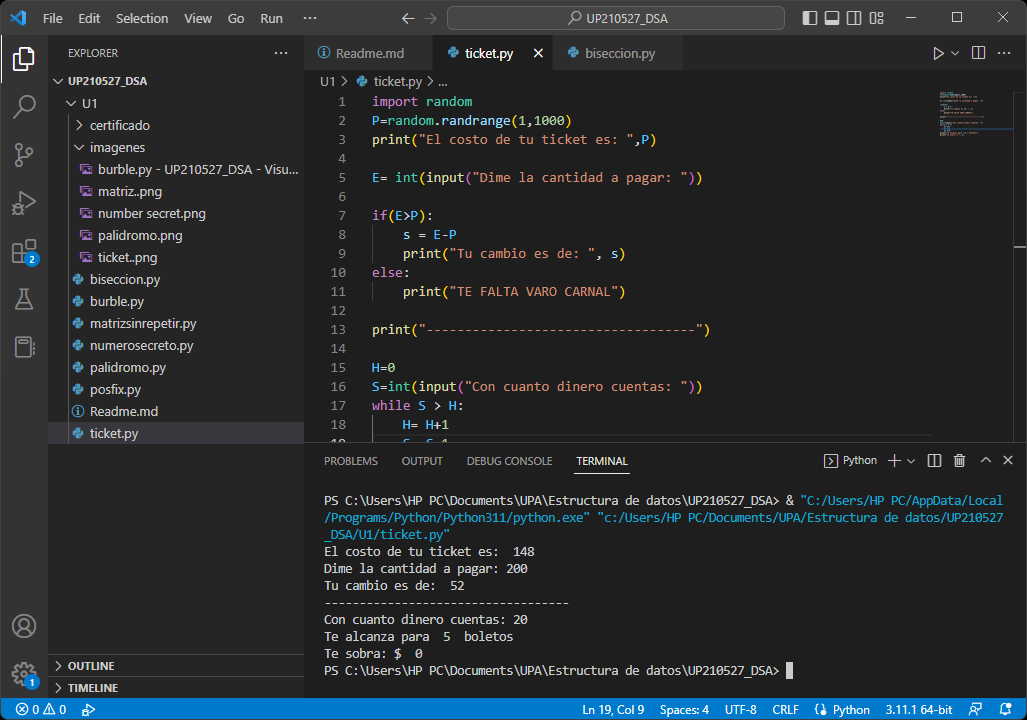 File Edit Selection View Go Run ··· UP210527_DSA
EXPLORER ···
UP210527_DSA
U1
certificado
imagenes
burble.py - UP210527_DSA - Visu...
matriz..png
number secret.png
palidromo.png
ticket..png
biseccion.py
burble.py
matrizsinrepetir.py
numerosecreto.py
palidromo.py
posfix.py
Readme.md
ticket.py
OUTLINE
TIMELINE
2
1
Readme.md ticket.py biseccion.py
U1 > ticket.py > ...
1 import random
2 P=random.randrange(1,1000)
3 print("El costo de tu ticket es: ",P)
4
5 E= int(input("Dime la cantidad a pagar: "))
6
7 if(E>P):
8 s = E-P
9 print("Tu cambio es de: ", s)
10 else:
11 print("TE FALTA VARO CARNAL")
12
13 print("-----------------------------------")
14
15 H=0
16 S=int(input("Con cuanto dinero cuentas: "))
17 while S > H:
18 H= H+1
PROBLEMS OUTPUT DEBUG CONSOLE TERMINAL Python
PS C:\Users\HP PC\Documents\UPA\Estructura de datos\UP210527_DSA> & "C:/Users/HP PC/AppData/Local
/Programs/Python/Python311/python.exe" "c:/Users/HP PC/Documents/UPA/Estructura de datos/UP210527
_DSA/U1/ticket.py"
El costo de tu ticket es:  148
Dime la cantidad a pagar: 200
Tu cambio es de:  52
-----------------------------------
Con cuanto dinero cuentas: 20
Te alcanza para  5  boletos
Te sobra: $  0
PS C:\Users\HP PC\Documents\UPA\Estructura de datos\UP210527_DSA>
0 0 Ln 19, Col 9 Spaces: 4 UTF-8 CRLF Python 3.11.1 64-bit